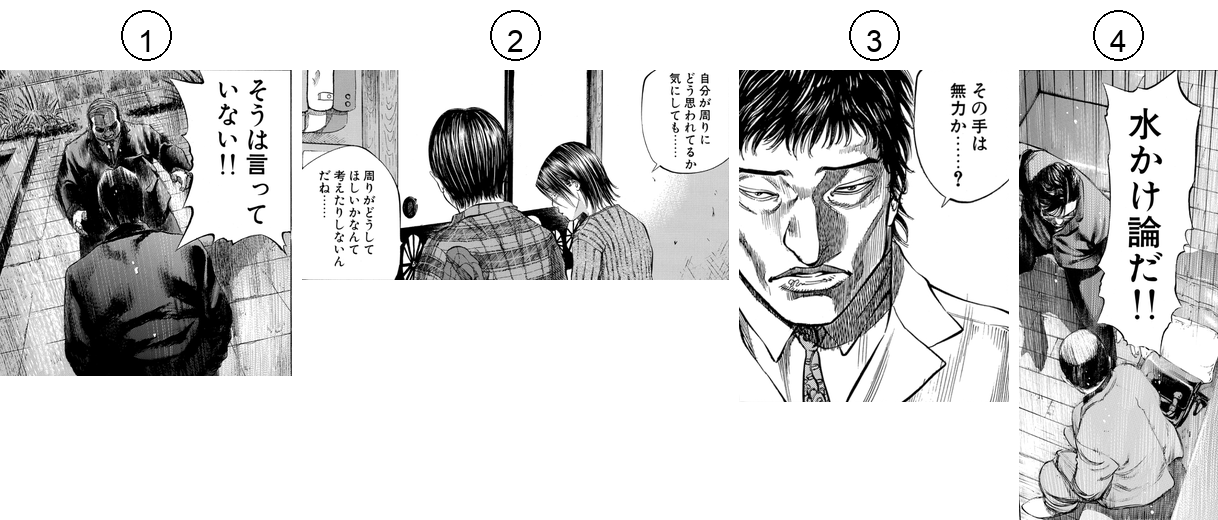 1
2
3
4
そうは言って
いない!!
自分が周りに
どう思われてるか
気にしても……
周りがどうして
ほしいかなんて
考えたりしないん
だね……
その手は
無力か……?
水かけ論だ!!